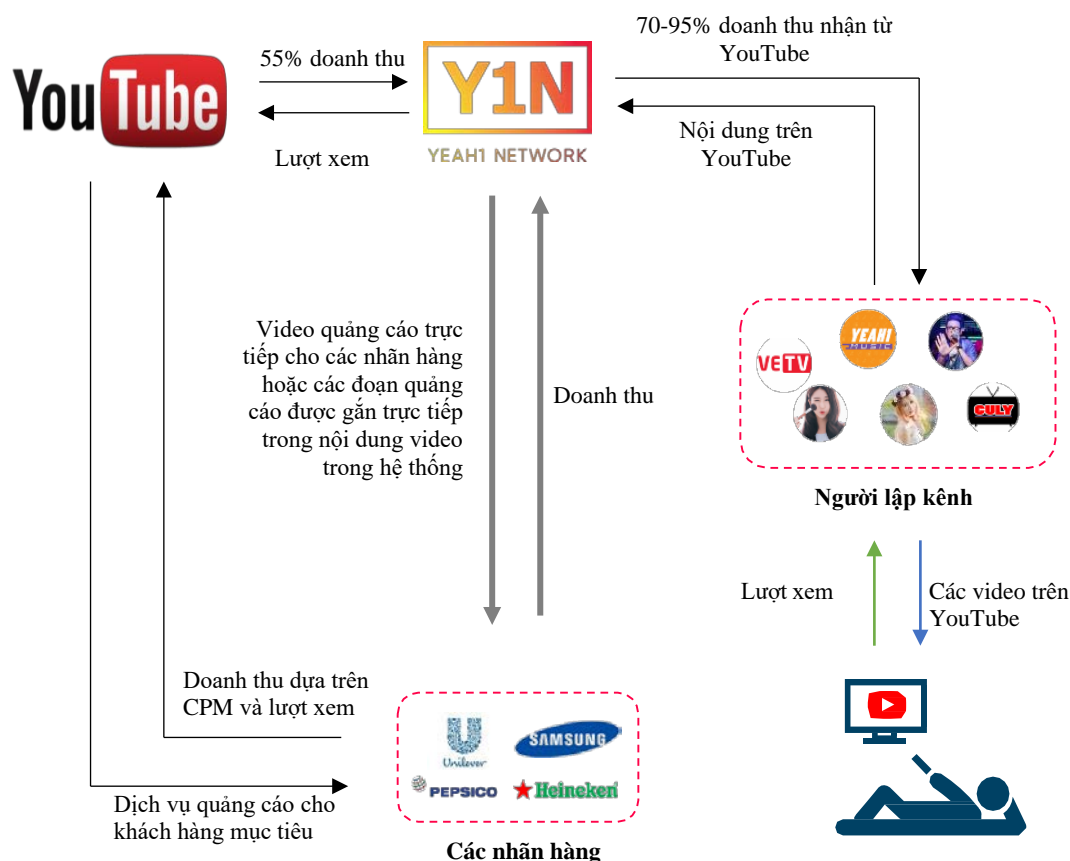 70-95% doanh thu nhận từ
YouTube
55% doanh thu
YouTube
Y1N
YEAH1 NETWORK
Lượt xem
Nội dung trên
YouTube
Video quảng cáo trực
tiếp cho các nhãn hàng
hoặc các đoạn quảng
cáo được gắn trực tiếp
trong nội dung video
trong hệ thống
Doanh thu
YEAH1
MUSIC
VETV
CULY
Người lập kênh
Lượt xem
Các video trên
YouTube
Doanh thu dựa trên
CPM và lượt xem
U
Unilever
SAMSUNG
PEPSICO
Heineken
Dịch vụ quảng cáo cho
khách hàng mục tiêu
Các nhãn hàng